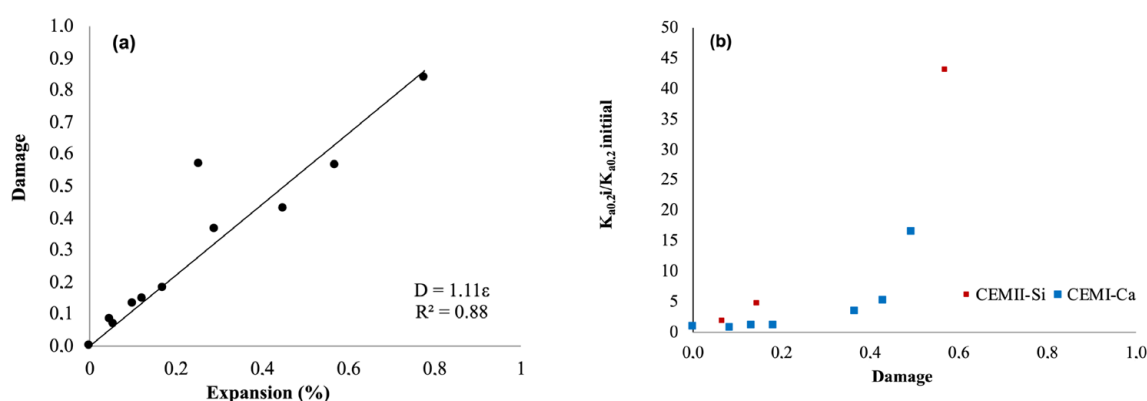 (a)
Damage
1.0
0.9
0.8
0.7
0.6
0.5
0.4
0.3
0.2
0.1
0.0
0 0.2 0.4 0.6 0.8 1
Expansion (%)
D = 1.11ε
R² = 0.88
(b)
Ka0.2i/Ka0.2 initiial
50
45
40
35
30
25
20
15
10
5
0
0.0 0.2 0.4 0.6 0.8 1.0
Damage
CEMII-Si CEMI-Ca